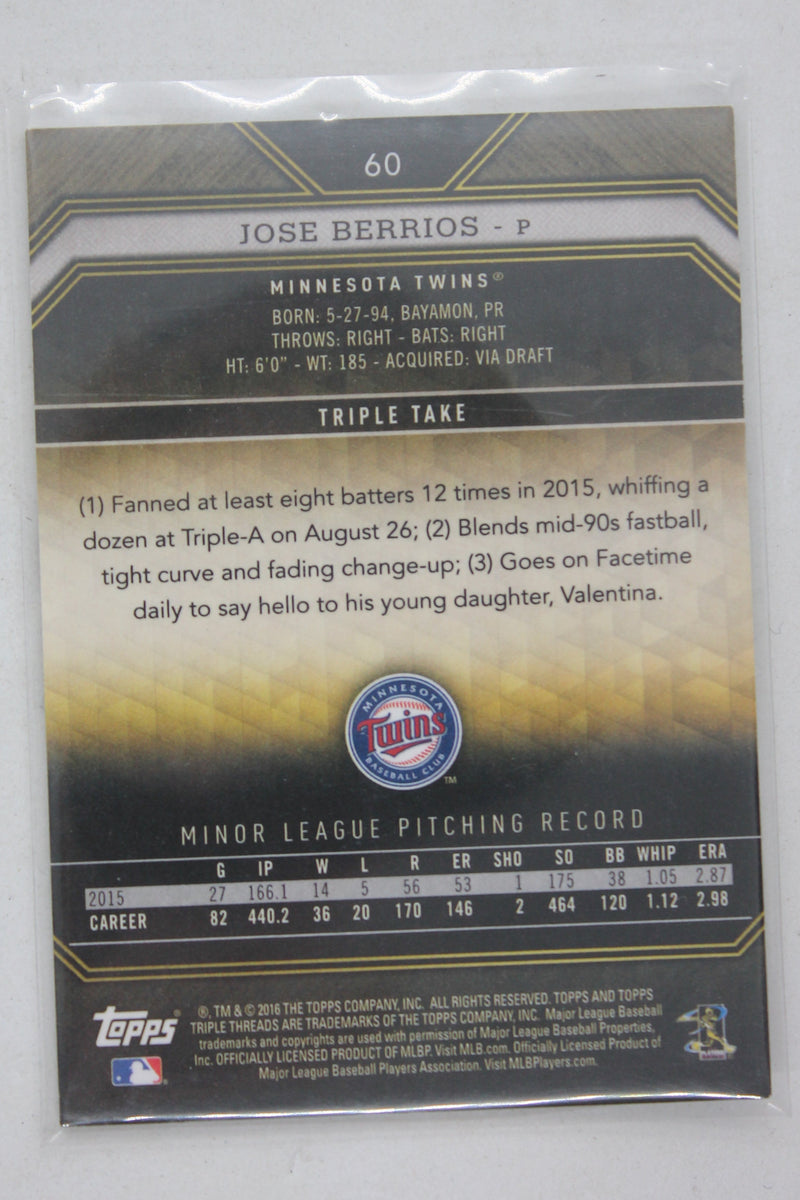 60
JOSE BERRIOS - P
MINNESOTA TWINS®
BORN: 5-27-94, BAYAMON, PR
THROWS: RIGHT - BATS: RIGHT
HT: 6'0" - WT: 185 - ACQUIRED: VIA DRAFT
TRIPLE TAKE
(1) Fanned at least eight batters 12 times in 2015, whiffing a
dozen at Triple-A on August 26; (2) Blends mid-90s fastball,
tight curve and fading change-up; (3) Goes on Facetime
daily to say hello to his young daughter, Valentina.
MINNESOTA
Twins
BASEBALL CLUB
TM
MINOR LEAGUE PITCHING RECORD
G IP W L R ER SHO SO BB WHIP ERA
2015 27 166.1 14 5 56 53 1 175 38 1.05 2.87
CAREER 82 440.2 36 20 170 146 2 464 120 1.12 2.98
topps®
®, TM & © 2016 THE TOPPS COMPANY, INC. ALL RIGHTS RESERVED. TOPPS AND TOPPS
TRIPLE THREADS ARE TRADEMARKS OF THE TOPPS COMPANY, INC. Major League Baseball
trademarks and copyrights are used with permission of Major League Baseball Properties,
Inc. OFFICIALLY LICENSED PRODUCT OF MLBP. Visit MLB.com. Officially Licensed Product of
Major League Baseball Players Association. Visit MLBPlayers.com.